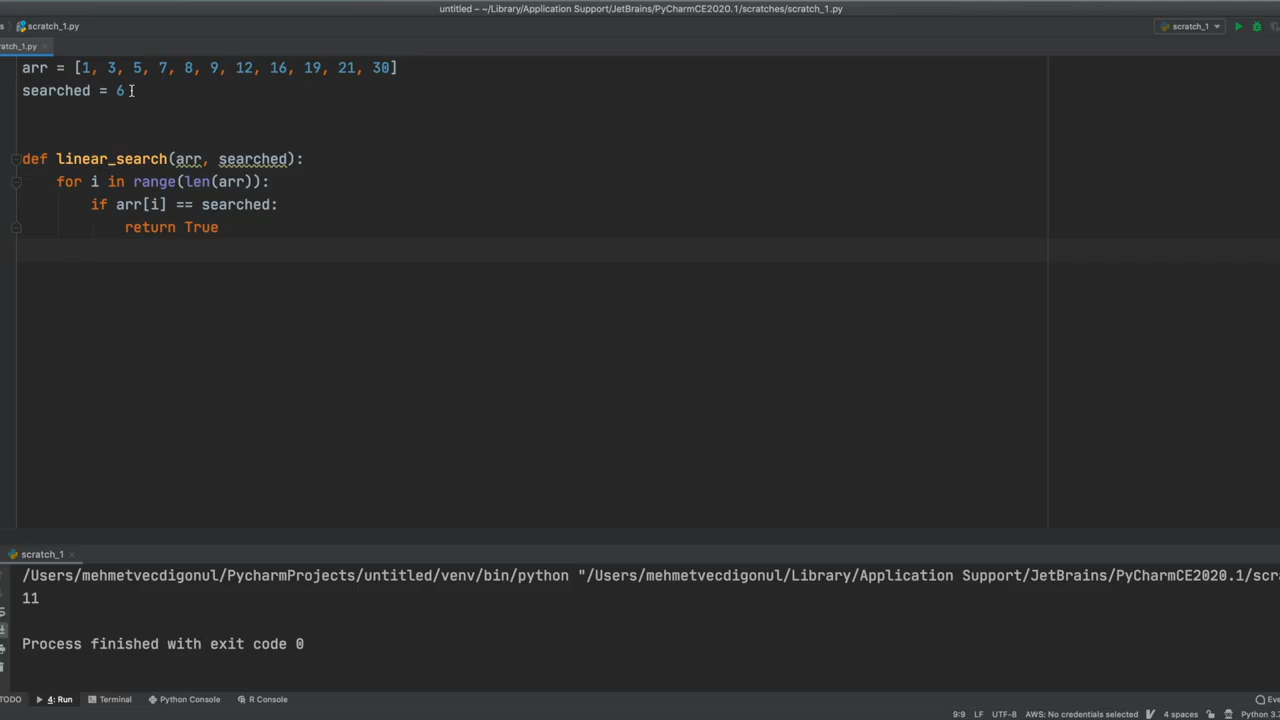 untitled – ~/Library/Application Support/JetBrains/PyCharmCE2020.1/scratches/scratch_1.py
scratch_1.py
scratch_1
ratch_1.py
arr = [1, 3, 5, 7, 8, 9, 12, 16, 19, 21, 30]
searched = 6
def linear_search(arr, searched):
for i in range(len(arr)):
if arr[i] == searched:
return True
scratch_1
/Users/mehmetvecdigonul/PycharmProjects/untitled/venv/bin/python "/Users/mehmetvecdigonul/Library/Application Support/JetBrains/PyCharmCE2020.1/scr
11
Process finished with exit code 0
TODO 4: Run Terminal Python Console R Console Eve
9:9 LF UTF-8 AWS: No credentials selected 4 spaces Python 3.